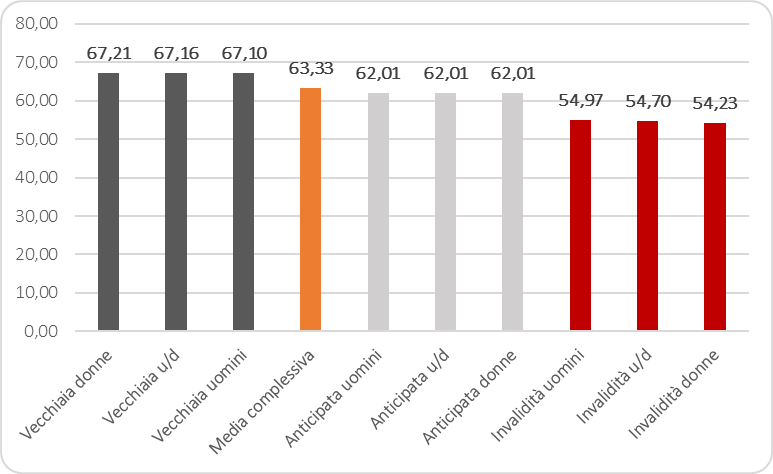 80,00
70,00
60,00
50,00
40,00
30,00
20,00
10,00
0,00
67,21
67,16
67,10
63,33
62,01
62,01
62,01
54,97
54,70
54,23
Vecchiaia donne
Vecchiaia u/d
Vecchiaia uomini
Media complessiva
Anticipata uomini
Anticipata u/d
Anticipata donne
Invalidità uomini
Invalidità u/d
Invalidità donne